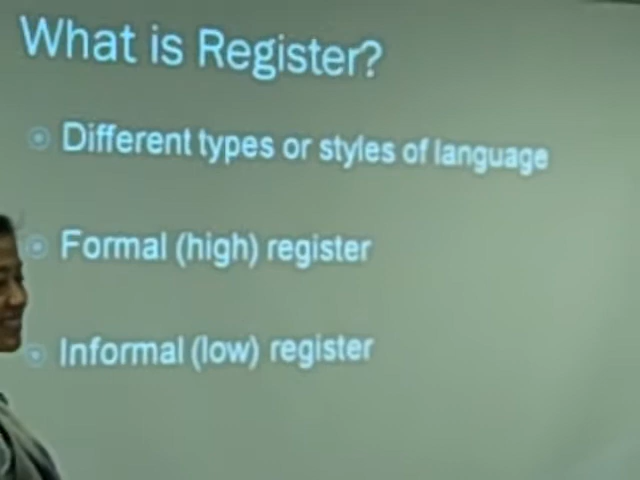 What is Register?
Different types or styles of language
Formal (high) register
Informal (low) register